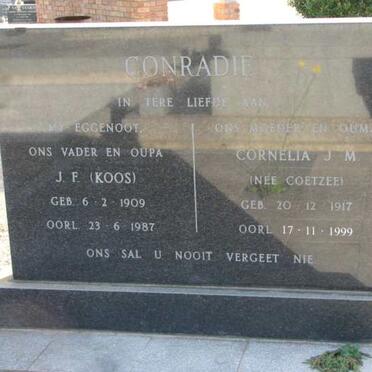 CONRADIE
IN TERE LIEFDE AAN
MY EGGENOOT,
ONS VADER EN OUPA
J. F. (KOOS)
GEB. 6 - 2 - 1909
OORL. 23 - 6 - 1987
ONS MOEDER EN OUMA
CORNELIA J. M.
(NEE COETZEE)
GEB. 20 - 12 - 1917
OORL. 17 - 11 - 1999
ONS SAL U NOOIT VERGEET NIE